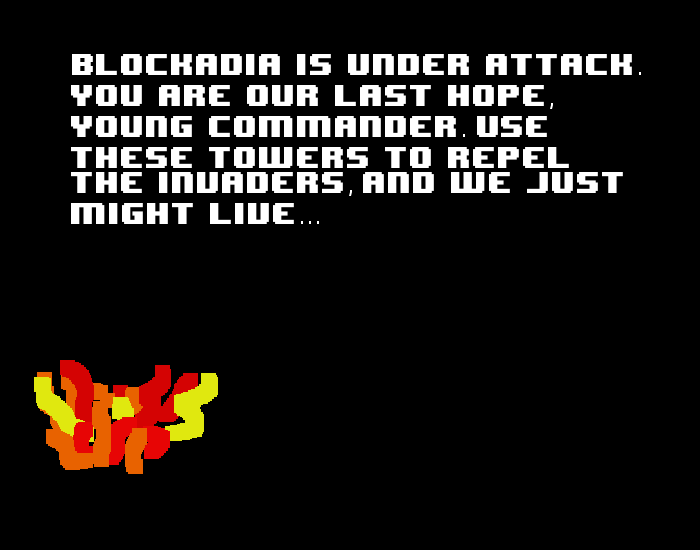 BLOCKADIA IS UNDER ATTACK.
YOU ARE OUR LAST HOPE,
YOUNG COMMANDER. USE
THESE TOWERS TO REPEL
THE INVADERS, AND WE JUST
MIGHT LIVE...